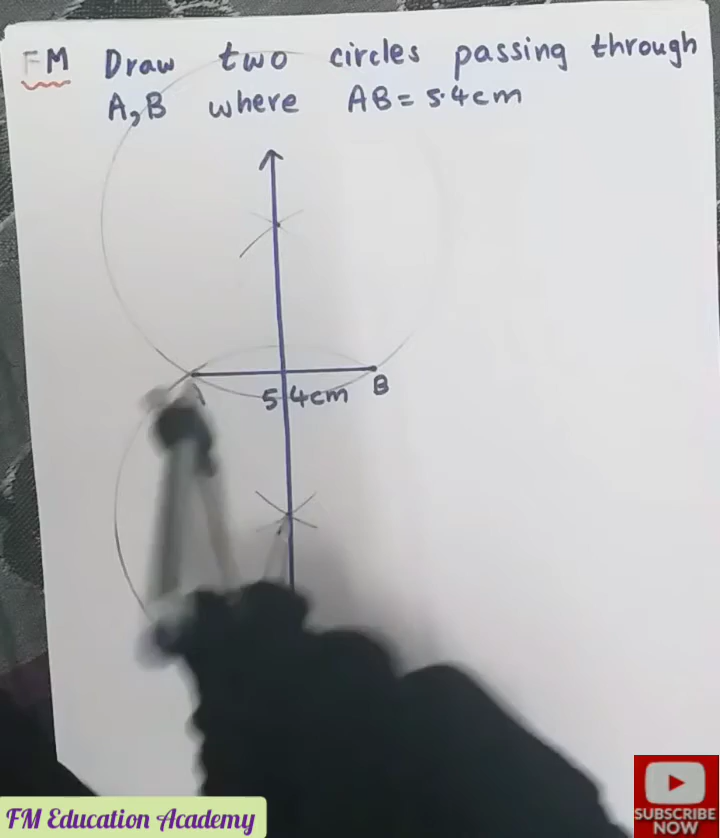 FM Draw two circles passing through
A, B where AB = 5.4cm
5.4cm B
FM Education Academy
SUBSCRIBE
NOW